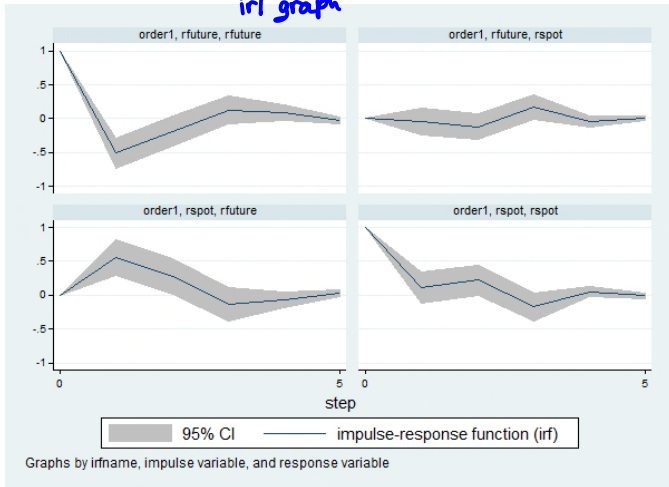 irf graph
order1, rfuture, rfuture
order1, rfuture, rspot
1
.5
0
-.5
-1
order1, rspot, rfuture
order1, rspot, rspot
1
.5
0
-.5
-1
0
5
0
5
step
95% CI
impulse-response function (irf)
Graphs by irfname, impulse variable, and response variable